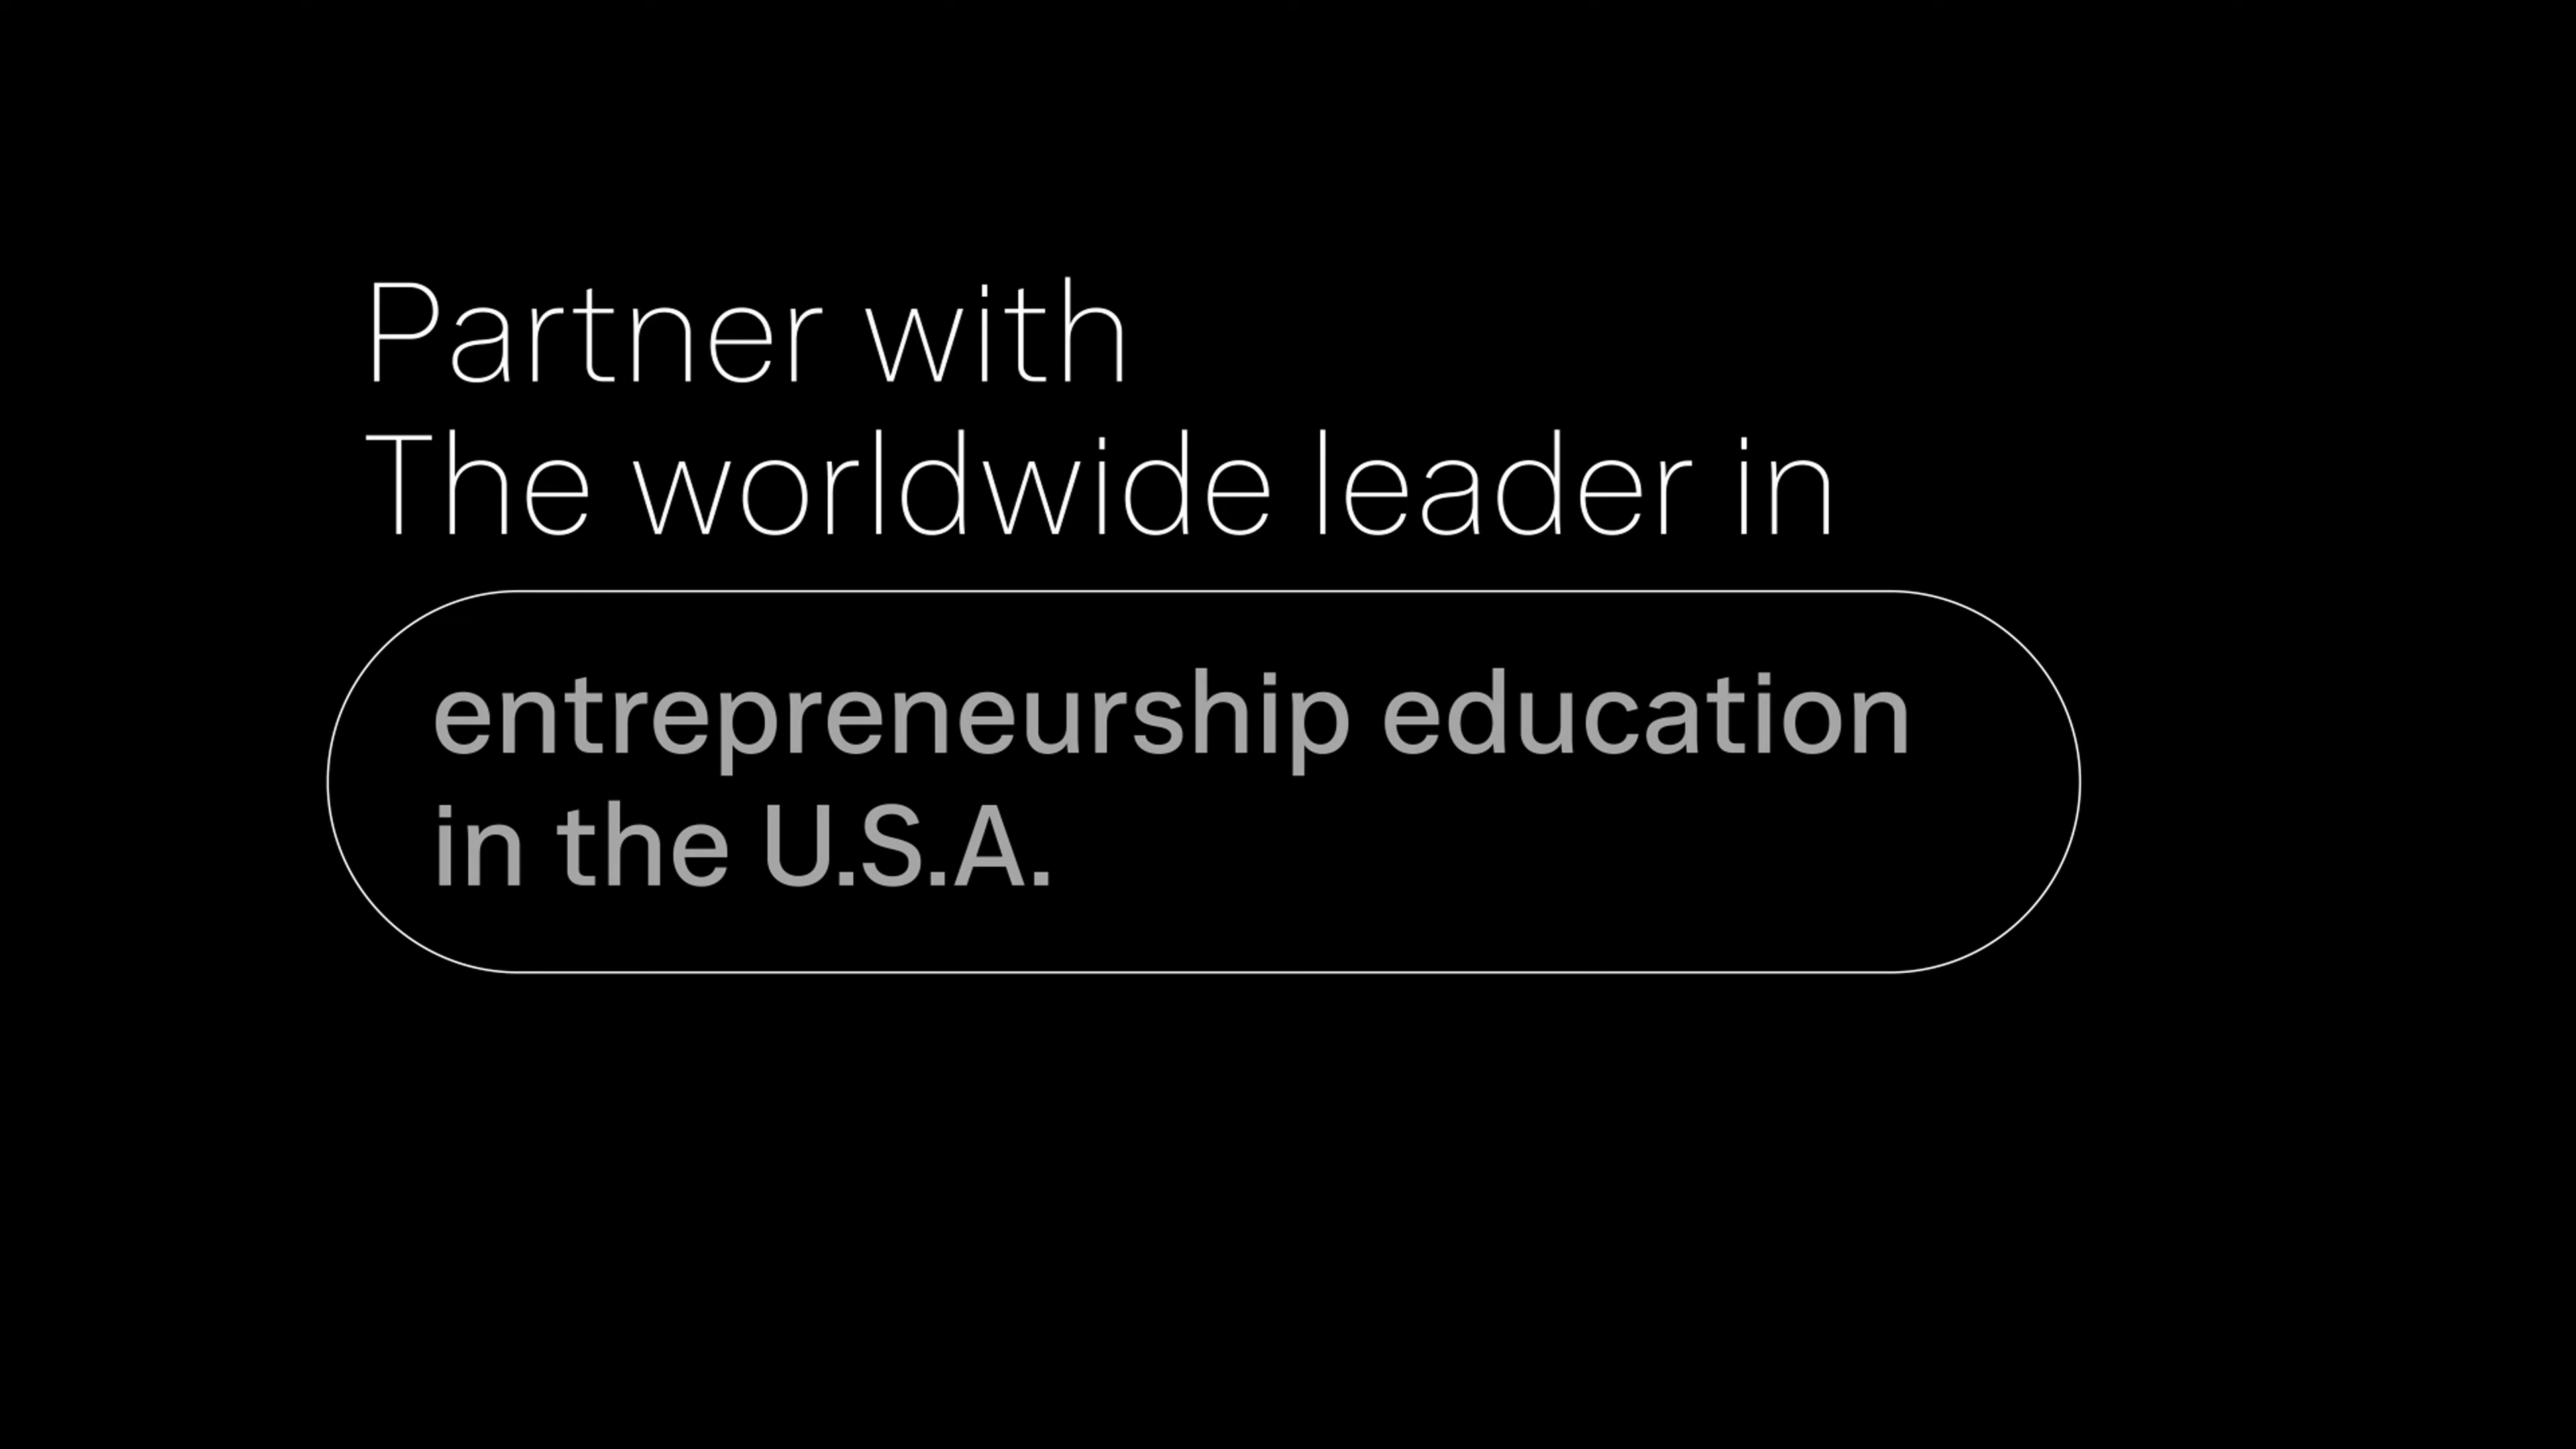 Partner with
The worldwide leader in
entrepreneurship education
in the U.S.A.